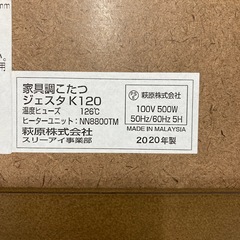 mm
家具調こたつ
ジェスタ K120
温度ヒューズ 126℃
ヒーターユニット:NN8800TM
萩原株式会社
スリーアイ事業部
萩原株式会社
100V 500W
50Hz/60Hz 5H
MADE IN MALAYSIA
2020年製